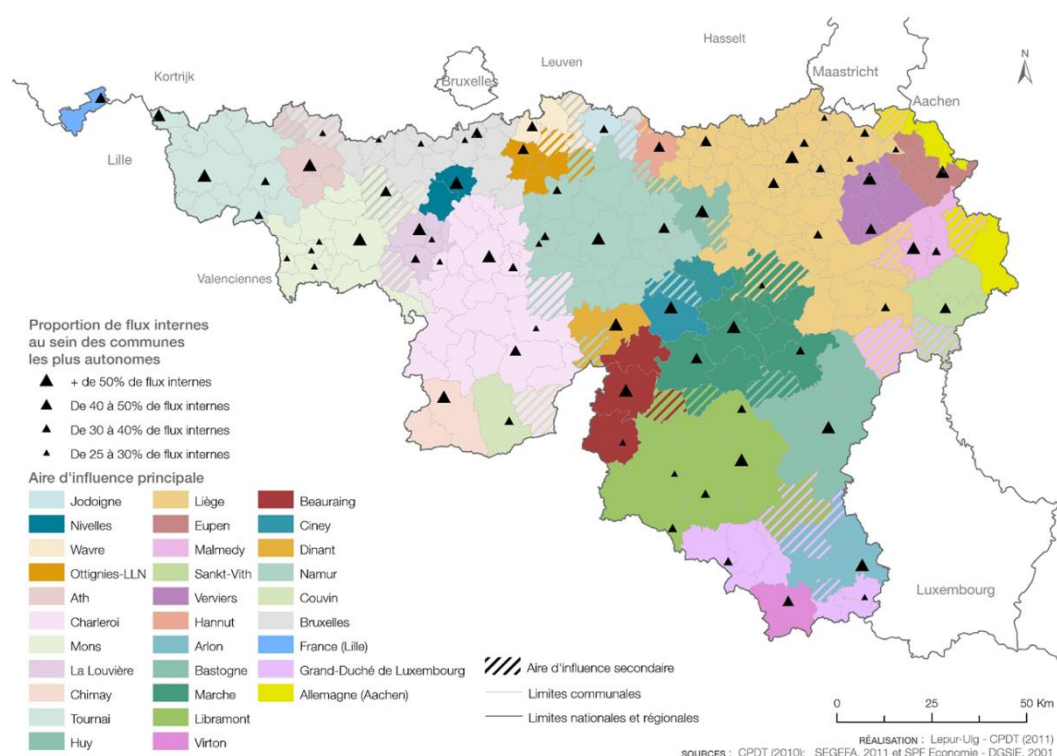 Hasselt
Leuven
Kortrijk
Bruxelles
Maastricht
N
Aachen
Lille
Valenciennes
Luxembourg
Proportion de flux internes
au sein des communes
les plus autonomes
+ de 50% de flux internes
De 40 à 50% de flux internes
De 30 à 40% de flux internes
De 25 à 30% de flux internes
Aire d'influence principale
Jodoigne
Nivelles
Wavre
Ottignies-LLN
Ath
Charleroi
Mons
La Louvière
Chimay
Tournai
Huy
Liège
Eupen
Malmedy
Sankt-Vith
Verviers
Hannut
Arlon
Bastogne
Marche
Libramont
Virton
Beauraing
Ciney
Dinant
Namur
Couvin
Bruxelles
France (Lille)
Grand-Duché de Luxembourg
Allemagne (Aachen)
Aire d'influence secondaire
Limites communales
Limites nationales et régionales
0 25 50 Km
RÉALISATION : Lepur-Ulg - CPDT (2011)
SOURCES : CPDT (2010); SEGEFA, 2011 et SPF Economie - DGSIE, 2001